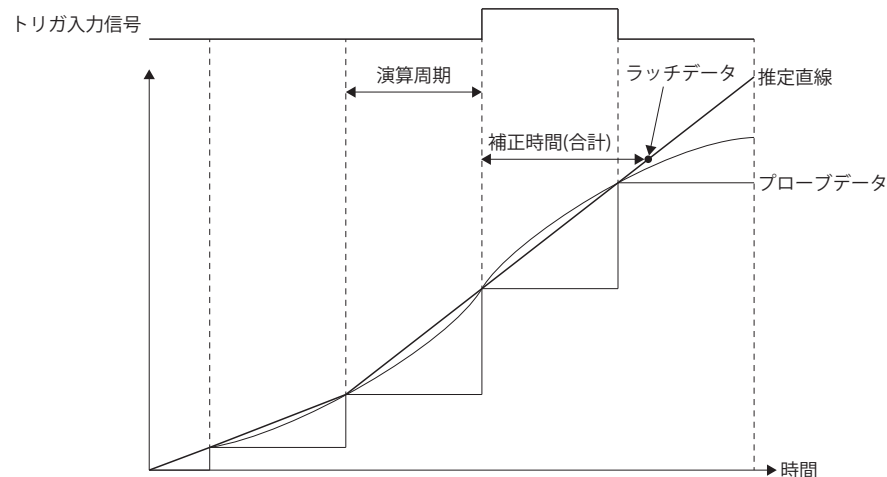 トリガ入力信号
演算周期
ラッチデータ
推定直線
補正時間(合計)
プローブデータ
時間